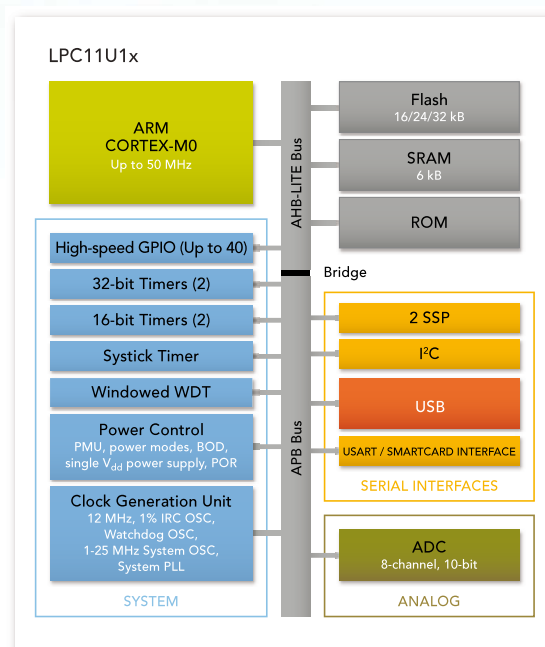 LPC11U1x
ARM
CORTEX-M0
Up to 50 MHz
AHB-LITE Bus
Flash
16/24/32 kB
SRAM
6 kB
ROM
High-speed GPIO (Up to 40)
Bridge
32-bit Timers (2)
16-bit Timers (2)
Systick Timer
Windowed WDT
Power Control
PMU, power modes, BOD,
single Vdd power supply, POR
Clock Generation Unit
12 MHz, 1% IRC OSC,
Watchdog OSC,
1-25 MHz System OSC,
System PLL
SYSTEM
APB Bus
2 SSP
I²C
USB
USART / SMARTCARD INTERFACE
SERIAL INTERFACES
ADC
8-channel, 10-bit
ANALOG